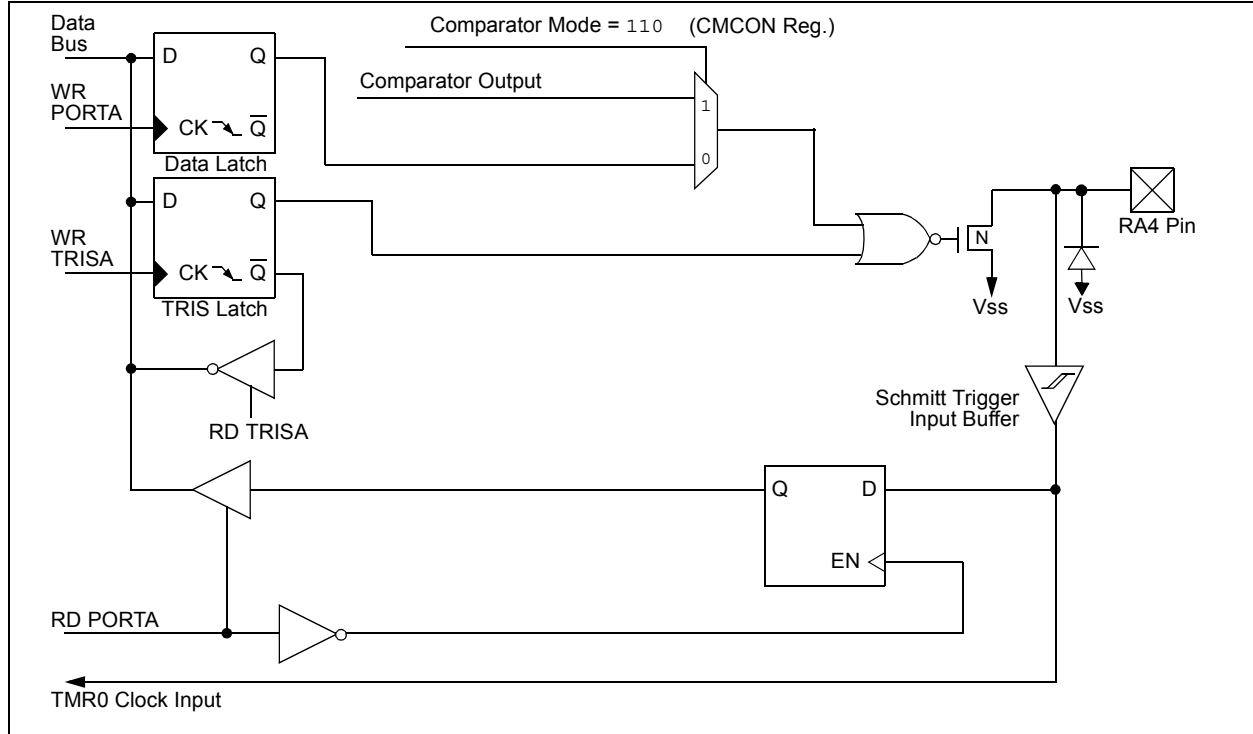 Data
Bus
D
Q
WR
PORTA
CK
Q̅
Data Latch
Comparator Mode = 110 (CMCON Reg.)
Comparator Output
1
0
D
Q
WR
TRISA
CK
Q̅
TRIS Latch
RD TRISA
N
Vss
Vss
RA4 Pin
Schmitt Trigger
Input Buffer
Q
D
EN
RD PORTA
TMR0 Clock Input